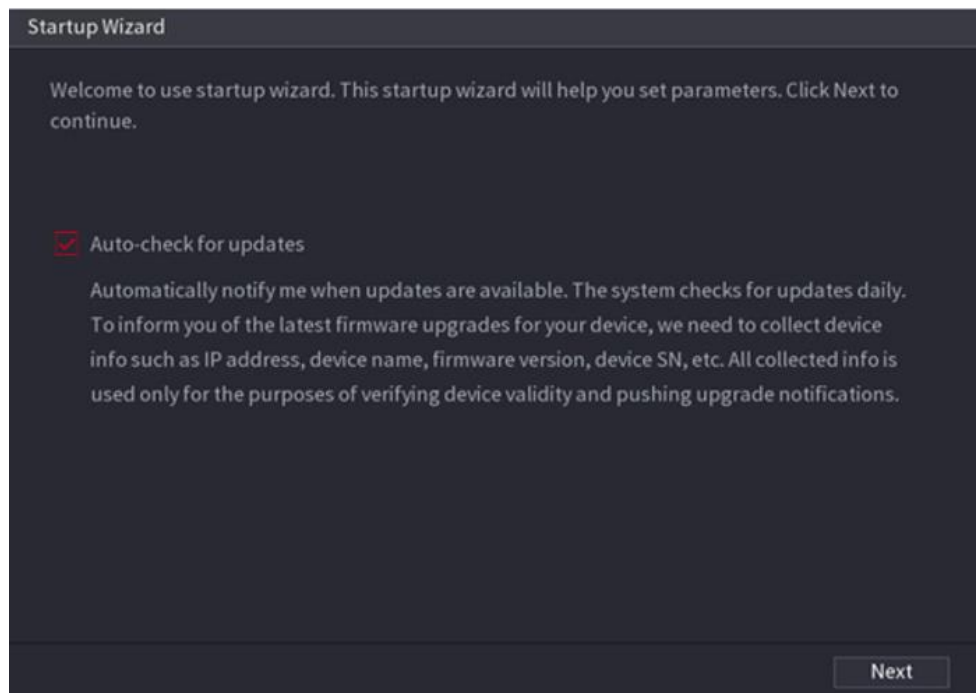 Startup Wizard
Welcome to use startup wizard. This startup wizard will help you set parameters. Click Next to
continue.
Auto-check for updates
Automatically notify me when updates are available. The system checks for updates daily.
To inform you of the latest firmware upgrades for your device, we need to collect device
info such as IP address, device name, firmware version, device SN, etc. All collected info is
used only for the purposes of verifying device validity and pushing upgrade notifications.
Next